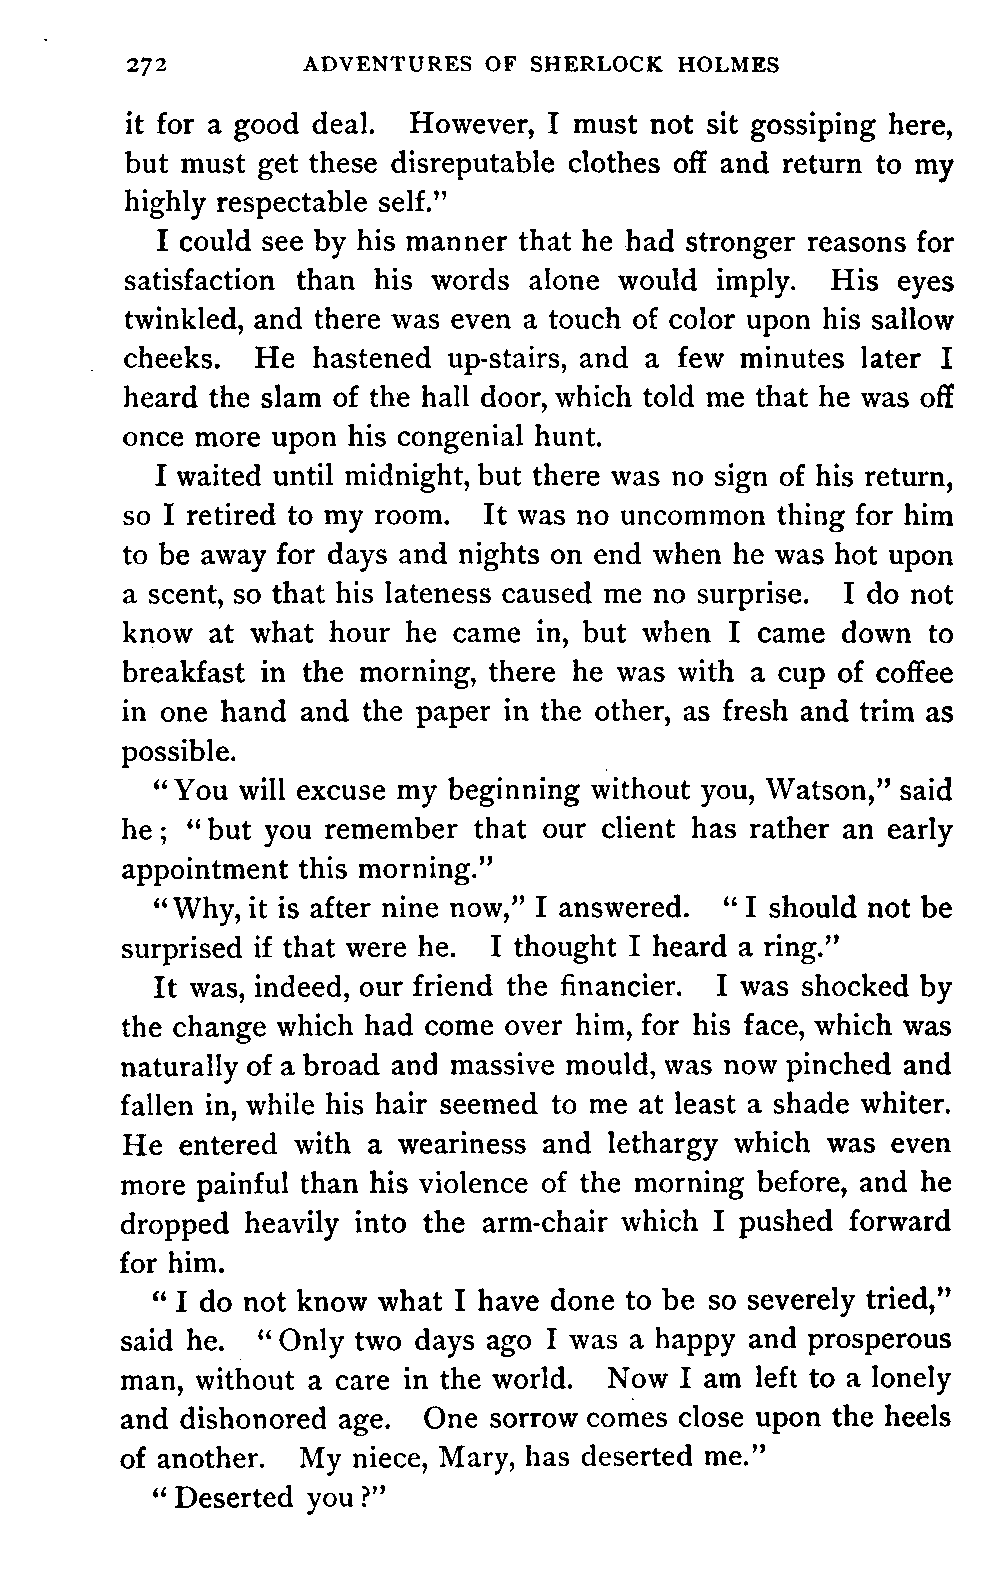 272 ADVENTURES OF SHERLOCK HOLMES
it for a good deal. However, I must not sit gossiping here,
but must get these disreputable clothes off and return to my
highly respectable self."
I could see by his manner that he had stronger reasons for
satisfaction than his words alone would imply. His eyes
twinkled, and there was even a touch of color upon his sallow
cheeks. He hastened up-stairs, and a few minutes later I
heard the slam of the hall door, which told me that he was off
once more upon his congenial hunt.
I waited until midnight, but there was no sign of his return,
so I retired to my room. It was no uncommon thing for him
to be away for days and nights on end when he was hot upon
a scent, so that his lateness caused me no surprise. I do not
know at what hour he came in, but when I came down to
breakfast in the morning, there he was with a cup of coffee
in one hand and the paper in the other, as fresh and trim as
possible.
"You will excuse my beginning without you, Watson," said
he; "but you remember that our client has rather an early
appointment this morning."
"Why, it is after nine now," I answered. "I should not be
surprised if that were he. I thought I heard a ring."
It was, indeed, our friend the financier. I was shocked by
the change which had come over him, for his face, which was
naturally of a broad and massive mould, was now pinched and
fallen in, while his hair seemed to me at least a shade whiter.
He entered with a weariness and lethargy which was even
more painful than his violence of the morning before, and he
dropped heavily into the arm-chair which I pushed forward
for him.
"I do not know what I have done to be so severely tried,"
said he. "Only two days ago I was a happy and prosperous
man, without a care in the world. Now I am left to a lonely
and dishonored age. One sorrow comes close upon the heels
of another. My niece, Mary, has deserted me."
"Deserted you?"